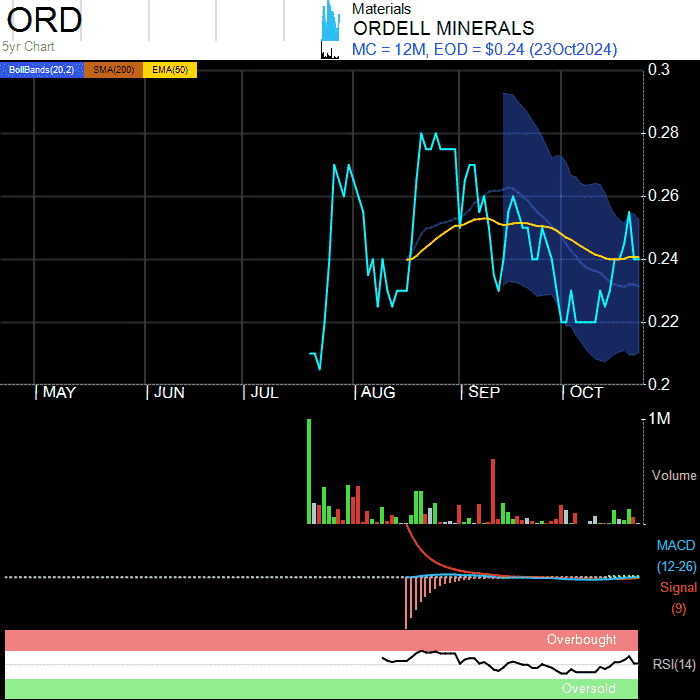 ORD
5yr Chart
Materials
ORDELL MINERALS
MC = 12M, EOD = $0.24 (23Oct2024)
BollBands(20,2) SMA(200) EMA(50)
0.3
0.28
0.26
0.24
0.22
0.2
MAY JUN JUL AUG SEP OCT
1M
Volume
MACD
(12-26)
Signal
(9)
Overbought
RSI(14)
Oversold